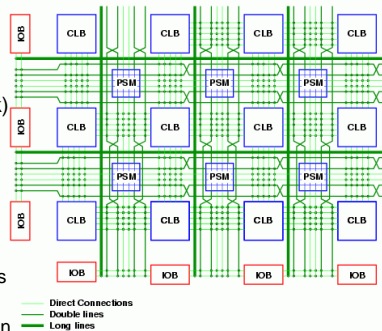 IOB CLB CLB CLB CLB
PSM PSM PSM
k)
IOB CLB CLB CLB CLB
PSM PSM PSM
IOB CLB CLB CLB CLB
IOB IOB IOB IOB
s
Direct Connections
Double lines
Long lines
n